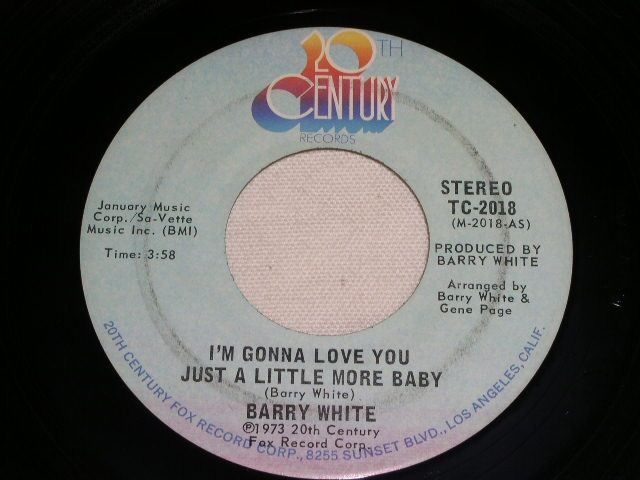 20TH
CENTURY
RECORDS
January Music
Corp./Sa-Vette
Music Inc. (BMI)
Time: 3:58
STEREO
TC-2018
(M-2018-AS)
PRODUCED BY
BARRY WHITE
Arranged by
Barry White &
Gene Page
I'M GONNA LOVE YOU
JUST A LITTLE MORE BABY
(Barry White)
BARRY WHITE
℗1973 20th Century
Fox Record Corp.
20TH CENTURY FOX RECORD CORP., 8255 SUNSET BLVD., LOS ANGELES, CALIF.